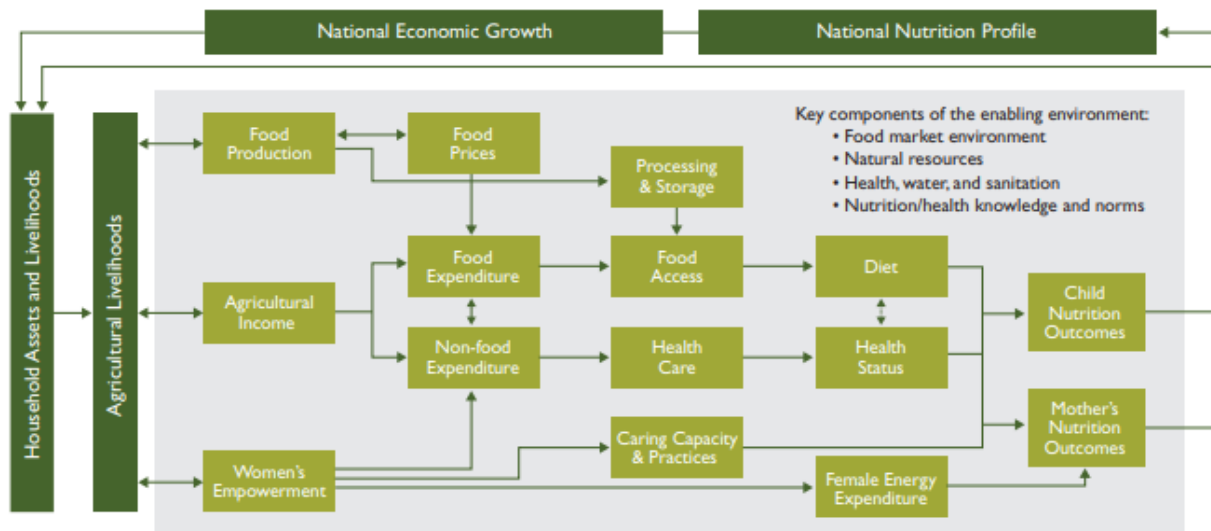 National Economic Growth
National Nutrition Profile
Household Assets and Livelihoods
Agricultural Livelihoods
Key components of the enabling environment:
• Food market environment
• Natural resources
• Health, water, and sanitation
• Nutrition/health knowledge and norms
Food
Production
Food
Prices
Processing
& Storage
Agricultural
Income
Food
Expenditure
Food
Access
Diet
Non-food
Expenditure
Health
Care
Health
Status
Child
Nutrition
Outcomes
Women's
Empowerment
Caring Capacity
& Practices
Female Energy
Expenditure
Mother's
Nutrition
Outcomes